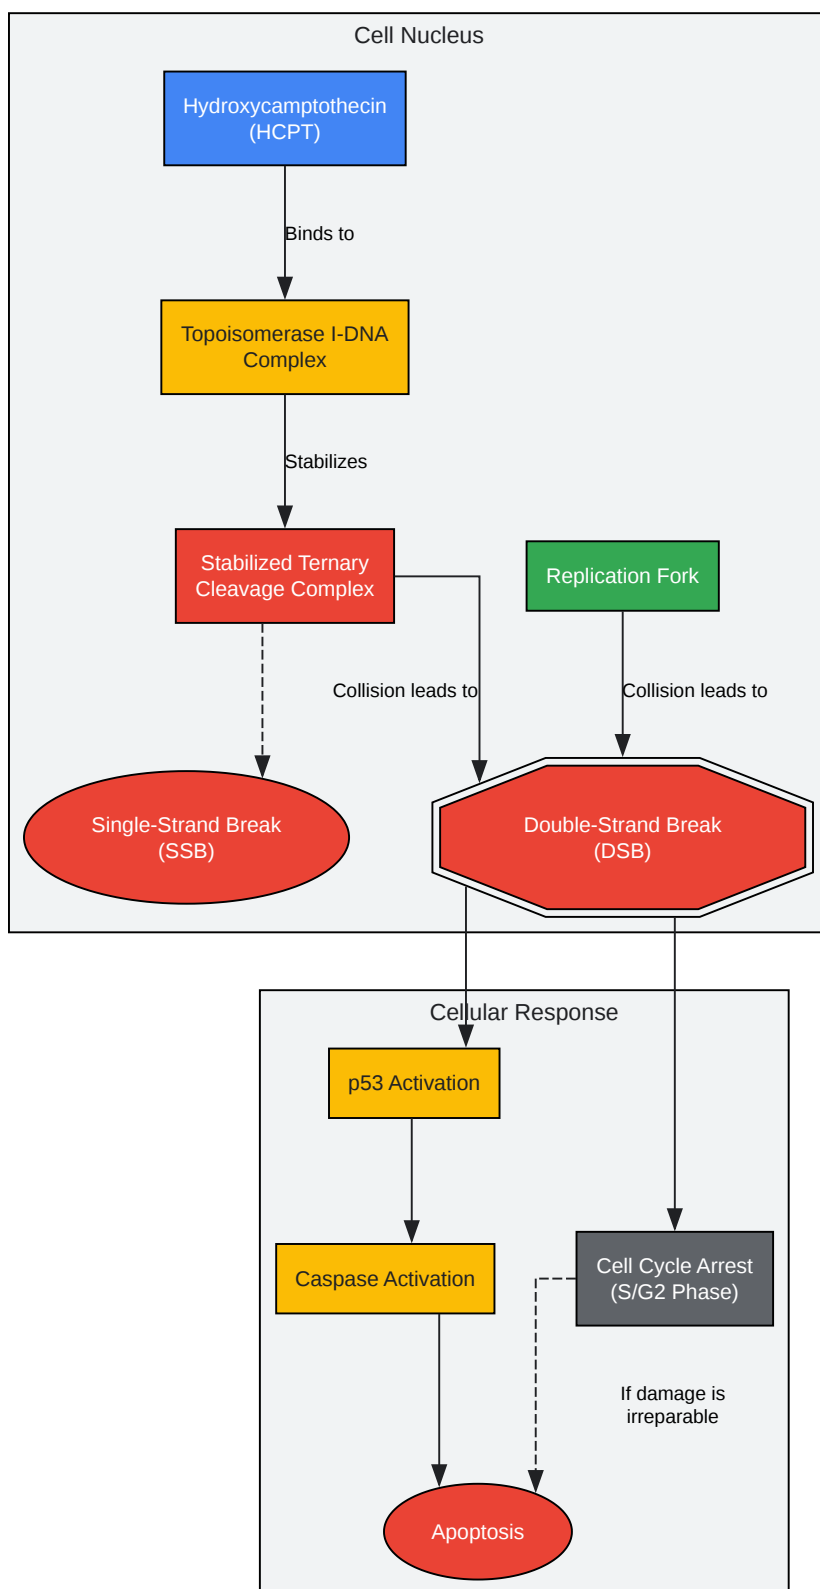 Cell Nucleus
Hydroxycamptothecin
(HCPT)
Binds to
Topoisomerase I-DNA
Complex
Stabilizes
Stabilized Ternary
Cleavage Complex
Replication Fork
Collision leads to
Collision leads to
Single-Strand Break
(SSB)
Double-Strand Break
(DSB)
Cellular Response
p53 Activation
Caspase Activation
Cell Cycle Arrest
(S/G2 Phase)
If damage is
irreparable
Apoptosis